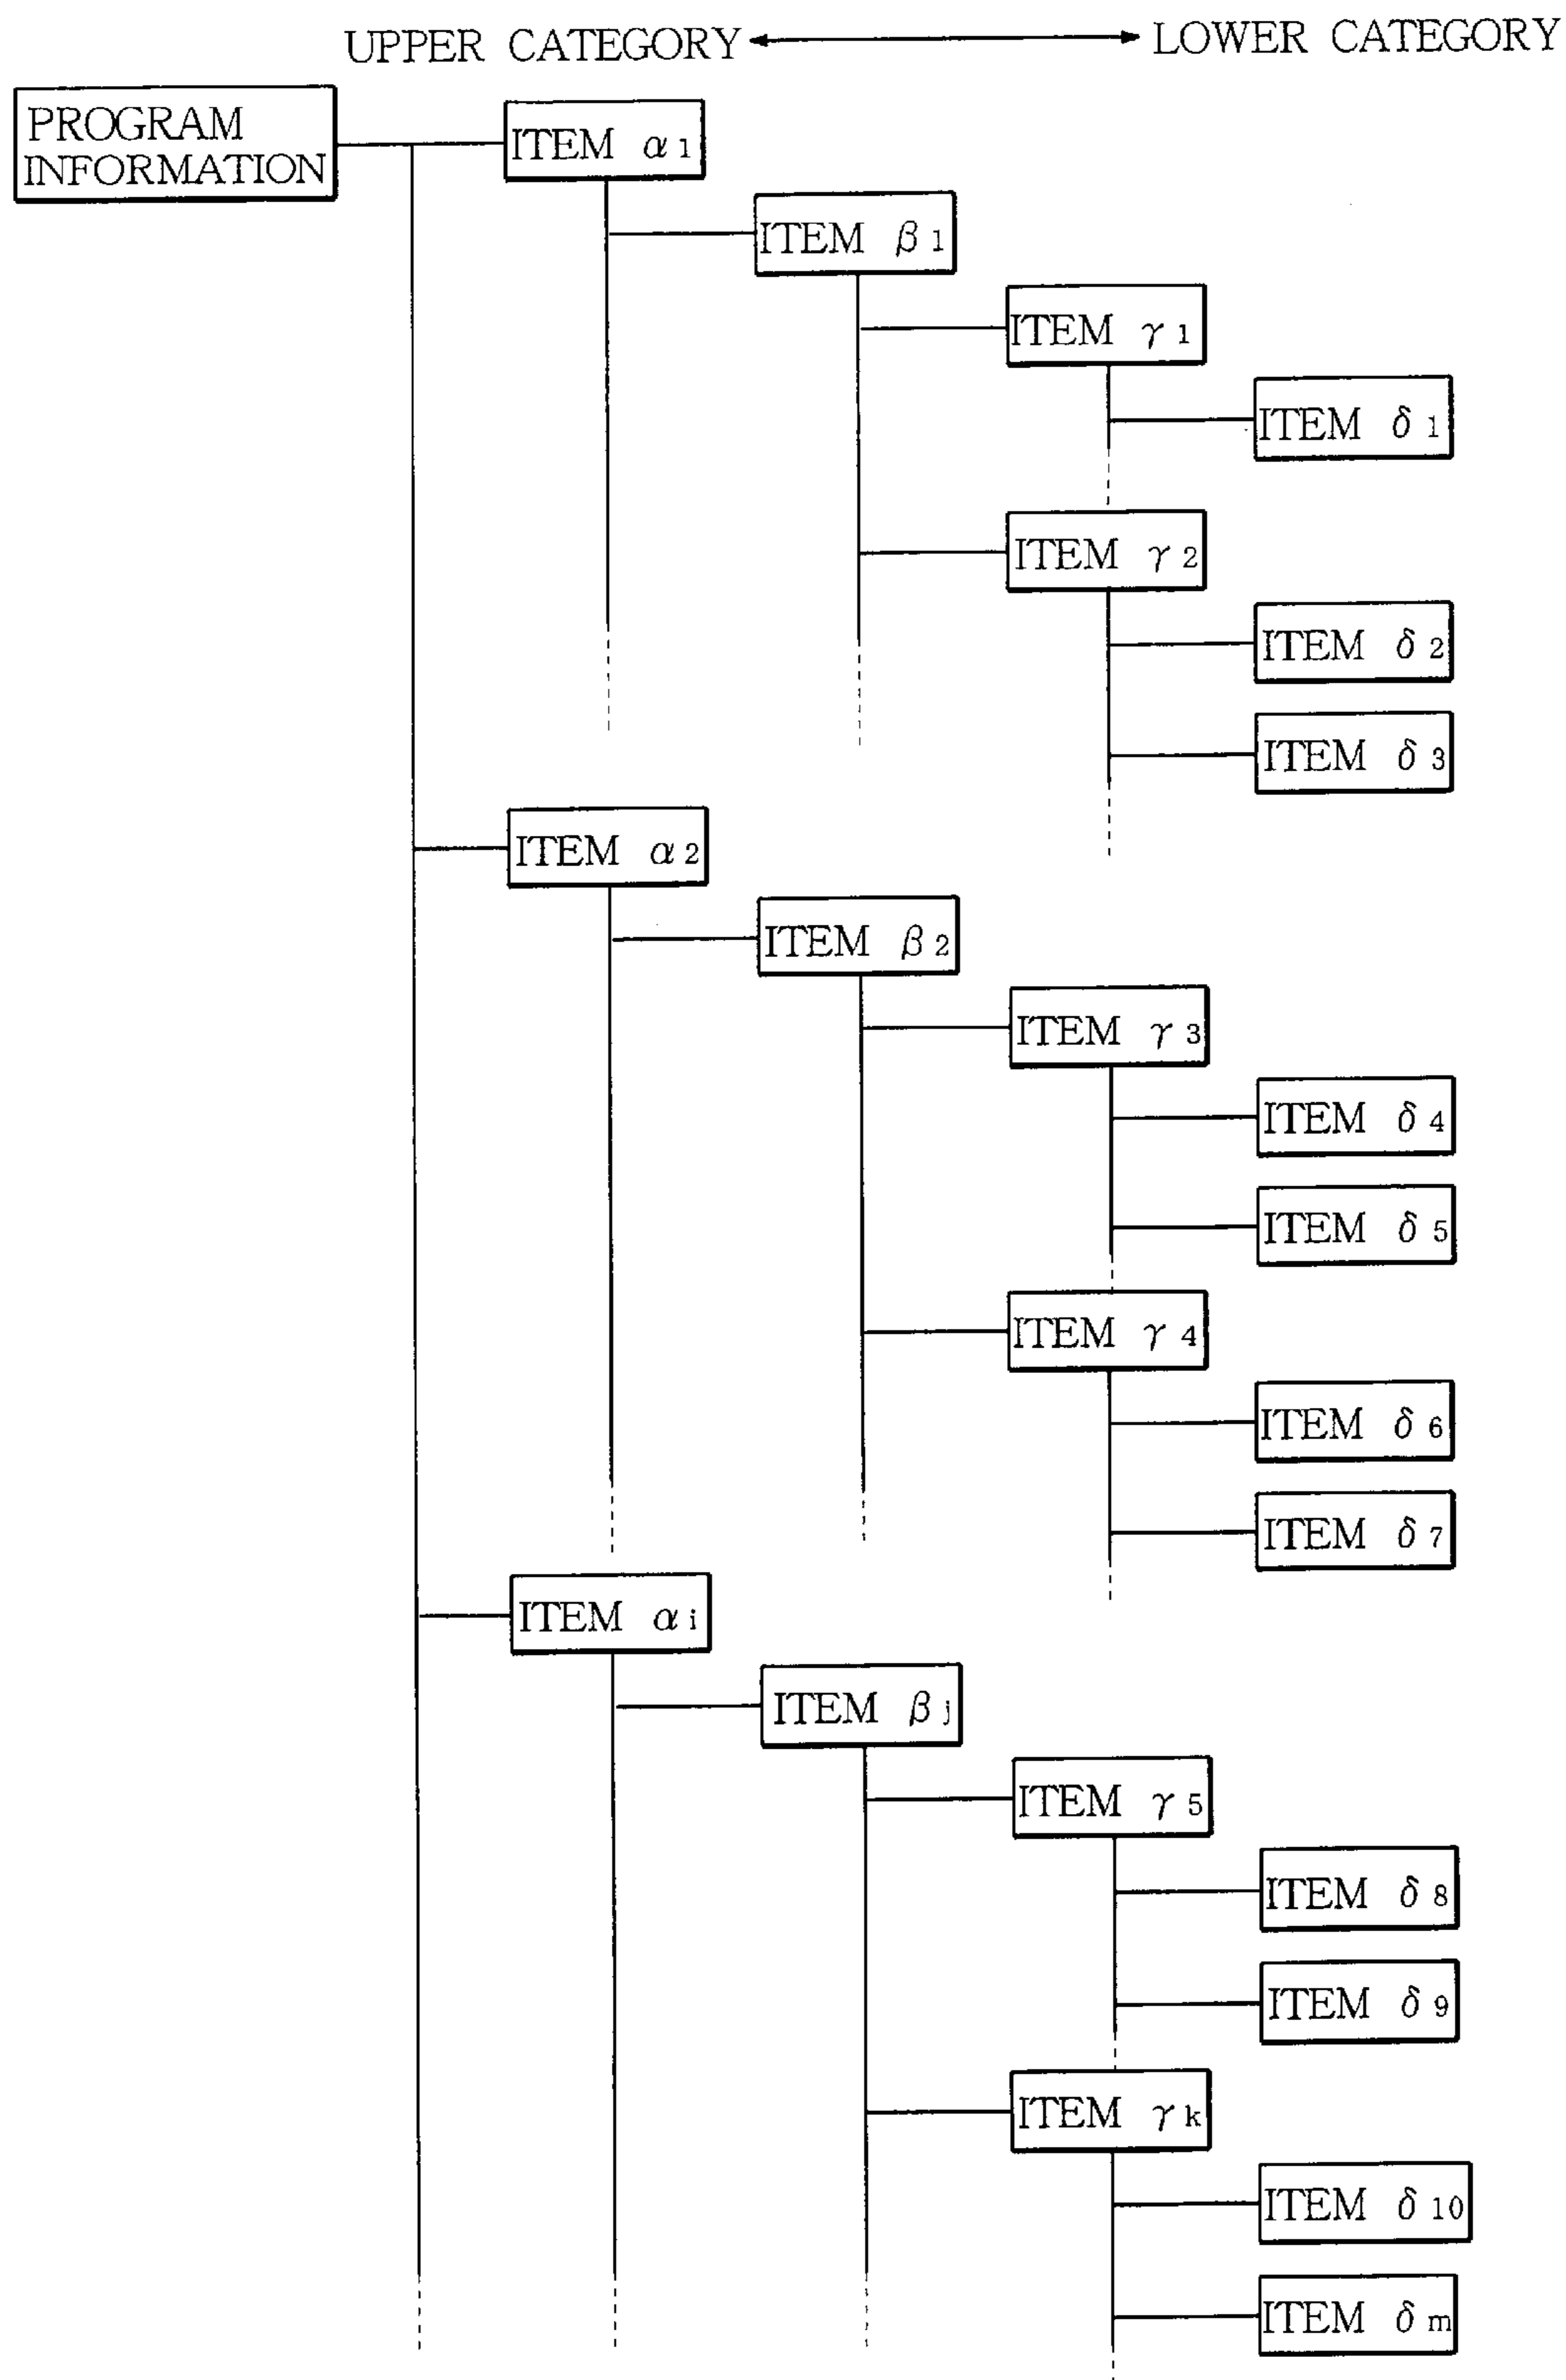 UPPER CATEGORY LOWER CATEGORY
PROGRAM
INFORMATION
ITEM α1
ITEM β1
ITEM γ1
ITEM δ1
ITEM γ2
ITEM δ2
ITEM δ3
ITEM α2
ITEM β2
ITEM γ3
ITEM δ4
ITEM δ5
ITEM γ4
ITEM δ6
ITEM δ7
ITEM αi
ITEM βj
ITEM γ5
ITEM δ8
ITEM δ9
ITEM γk
ITEM δ10
ITEM δm